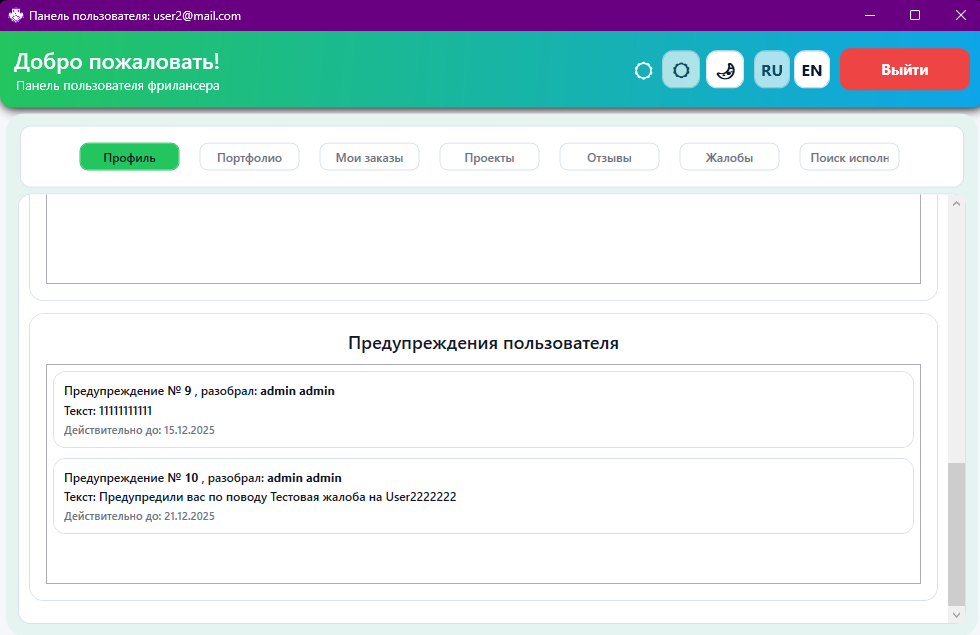 Панель пользователя: user2@mail.com
Добро пожаловать!
Панель пользователя фрилансера
RU
EN
Выйти
Профиль
Портфолио
Мои заказы
Проекты
Отзывы
Жалобы
Поиск исполн
Предупреждения пользователя
Предупреждение № 9 , разобрал: admin admin
Текст: 11111111111
Действительно до: 15.12.2025
Предупреждение № 10 , разобрал: admin admin
Текст: Предупредили вас по поводу Тестовая жалоба на User2222222
Действительно до: 21.12.2025